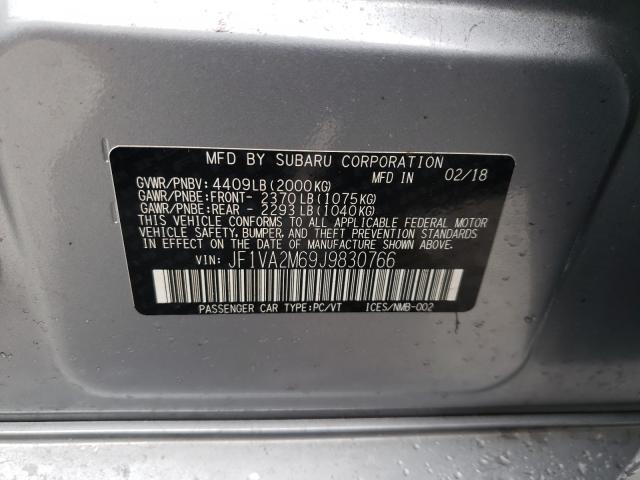 MFD BY SUBARU CORPORATION
MFD IN 02/18
GVWR/PNBV: 4409LB(2000KG)
GAWR/PNBE:FRONT- 2370LB(1075KG)
GAWR/PNBE:REAR - 2293LB(1040KG)
THIS VEHICLE CONFORMS TO ALL APPLICABLE FEDERAL MOTOR
VEHICLE SAFETY, BUMPER, AND THEFT PREVENTION STANDARDS
IN EFFECT ON THE DATE OF MANUFACTURE SHOWN ABOVE.
VIN: JF1VA2M69J9830766
PASSENGER CAR TYPE:PC/VT ICES/NMB-002